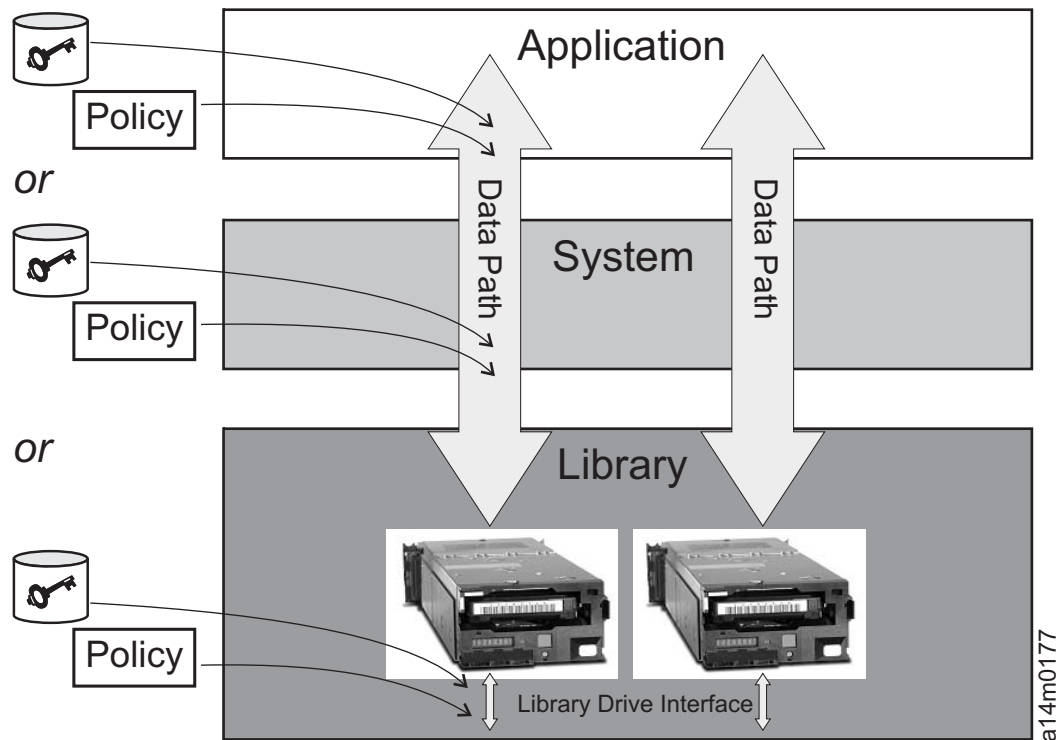 Application
Policy
or
Data Path
Data Path
System
Policy
or
Library
Policy
Library Drive Interface
a14m0177